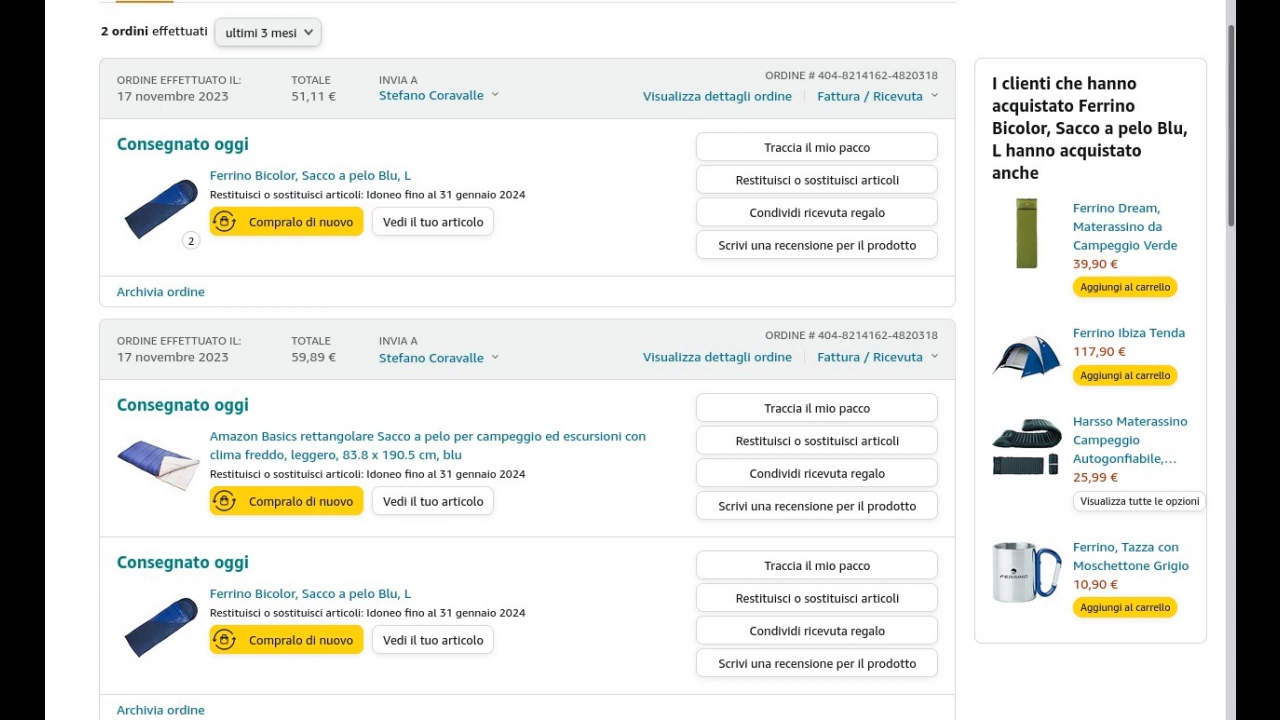 2 ordini effettuati ultimi 3 mesi
ORDINE EFFETTUATO IL: TOTALE INVIA A ORDINE # 404-8214162-4820318
17 novembre 2023 51,11 € Stefano Coravalle Visualizza dettagli ordine Fattura / Ricevuta
Consegnato oggi
Ferrino Bicolor, Sacco a pelo Blu, L
Restituisci o sostituisci articoli: Idoneo fino al 31 gennaio 2024
Compralo di nuovo Vedi il tuo articolo
2
Traccia il mio pacco
Restituisci o sostituisci articoli
Condividi ricevuta regalo
Scrivi una recensione per il prodotto
Archivia ordine
ORDINE EFFETTUATO IL: TOTALE INVIA A ORDINE # 404-8214162-4820318
17 novembre 2023 59,89 € Stefano Coravalle Visualizza dettagli ordine Fattura / Ricevuta
Consegnato oggi
Amazon Basics rettangolare Sacco a pelo per campeggio ed escursioni con
clima freddo, leggero, 83.8 x 190.5 cm, blu
Restituisci o sostituisci articoli: Idoneo fino al 31 gennaio 2024
Compralo di nuovo Vedi il tuo articolo
Traccia il mio pacco
Restituisci o sostituisci articoli
Condividi ricevuta regalo
Scrivi una recensione per il prodotto
Consegnato oggi
Ferrino Bicolor, Sacco a pelo Blu, L
Restituisci o sostituisci articoli: Idoneo fino al 31 gennaio 2024
Compralo di nuovo Vedi il tuo articolo
Traccia il mio pacco
Restituisci o sostituisci articoli
Condividi ricevuta regalo
Scrivi una recensione per il prodotto
Archivia ordine
I clienti che hanno
acquistato Ferrino
Bicolor, Sacco a pelo Blu,
L hanno acquistato
anche
Ferrino Dream,
Materassino da
Campeggio Verde
39,90 €
Aggiungi al carrello
Ferrino Ibiza Tenda
117,90 €
Aggiungi al carrello
Harsso Materassino
Campeggio
Autogonfiabile,...
25,99 €
Visualizza tutte le opzioni
FERRINO
Ferrino, Tazza con
Moschettone Grigio
10,90 €
Aggiungi al carrello